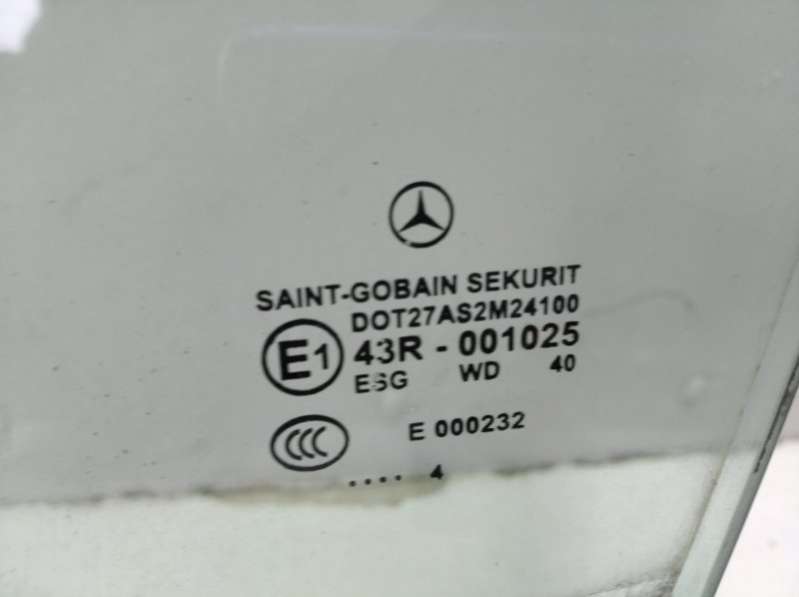 SAINT-GOBAIN SEKURIT
DOT27AS2M24100
E1 43R - 001025
ESG WD 40
CCC E 000232
.... 4